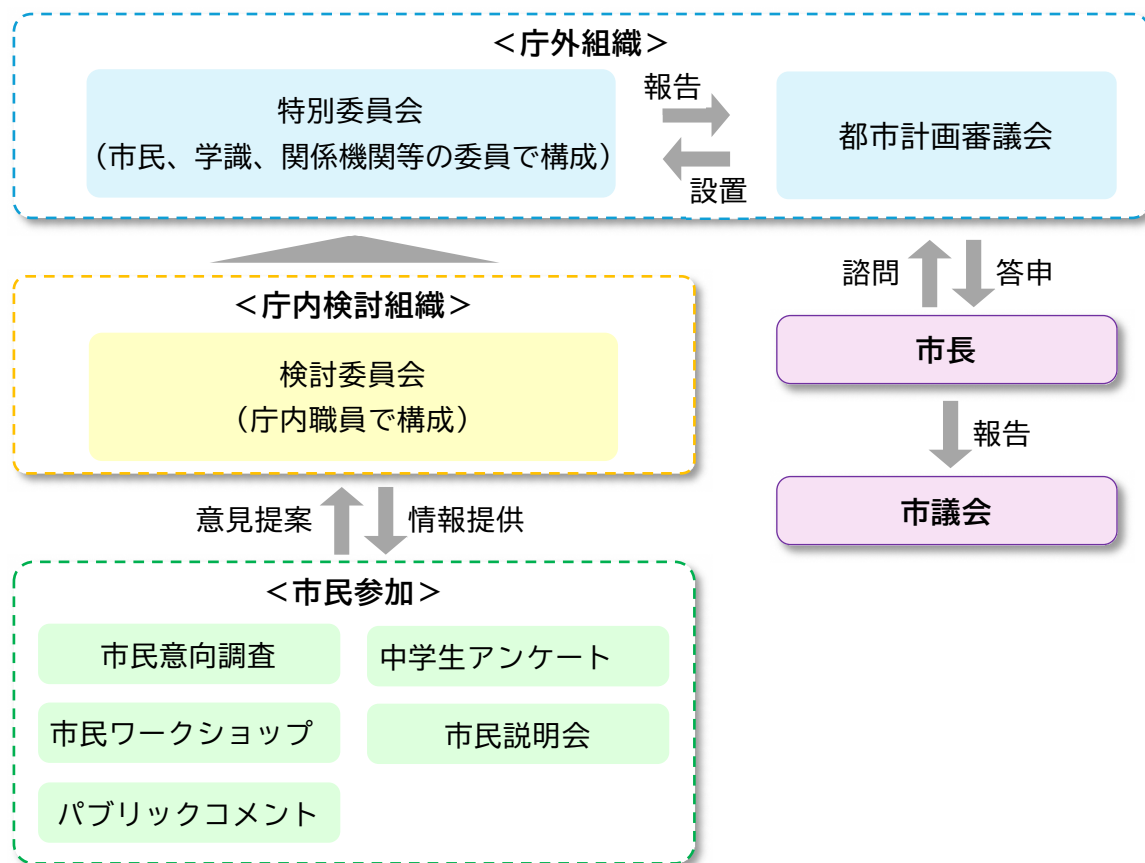 ＜庁外組織＞
特別委員会
（市民、学識、関係機関等の委員で構成）
報告
設置
都市計画審議会
諮問
答申
市長
報告
市議会
＜庁内検討組織＞
検討委員会
（庁内職員で構成）
意見提案
情報提供
＜市民参加＞
市民意向調査
中学生アンケート
市民ワークショップ
市民説明会
パブリックコメント